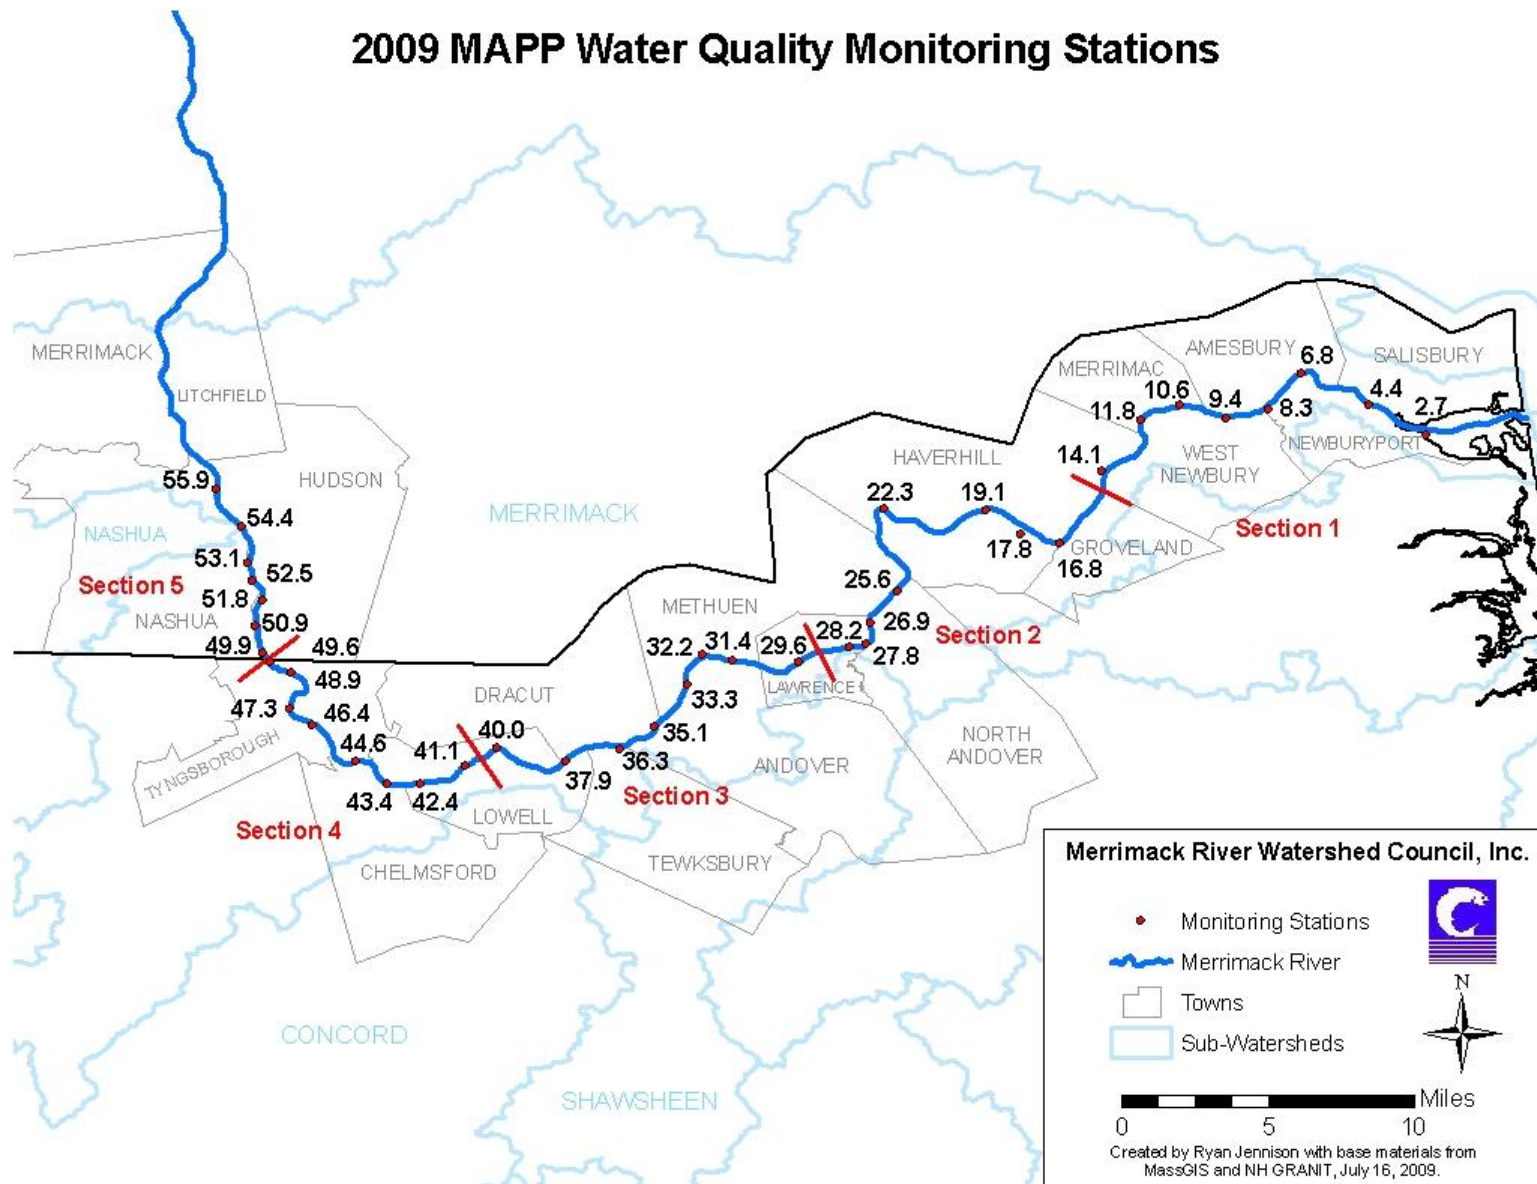 2009 MAPP Water Quality Monitoring Stations
MERRIMACK
LITCHFIELD
HUDSON
NASHUA
NASHUA
MERRIMACK
Section 5
55.9
54.4
53.1
52.5
51.8
50.9
49.9
49.6
48.9
47.3
46.4
44.6
43.4
42.4
41.1
TYNGSBOROUGH
Section 4
DRACUT
LOWELL
CHELMSFORD
TEWKSBURY
40.0
37.9
36.3
35.1
33.3
32.2
31.4
29.6
Section 3
METHUEN
LAWRENCE
ANDOVER
NORTH
ANDOVER
28.2
27.8
26.9
25.6
22.3
19.1
17.8
16.8
Section 2
HAVERHILL
GROVELAND
14.1
11.8
10.6
9.4
8.3
6.8
4.4
2.7
Section 1
MERRIMAC
AMESBURY
SALISBURY
WEST
NEWBURY
NEWBURYPORT
CONCORD
SHAWSHEEN
Merrimack River Watershed Council, Inc.
Monitoring Stations
Merrimack River
Towns
Sub-Watersheds
N
Miles
0
5
10
Created by Ryan Jennison with base materials from
MassGIS and NH GRANIT, July 16, 2009.